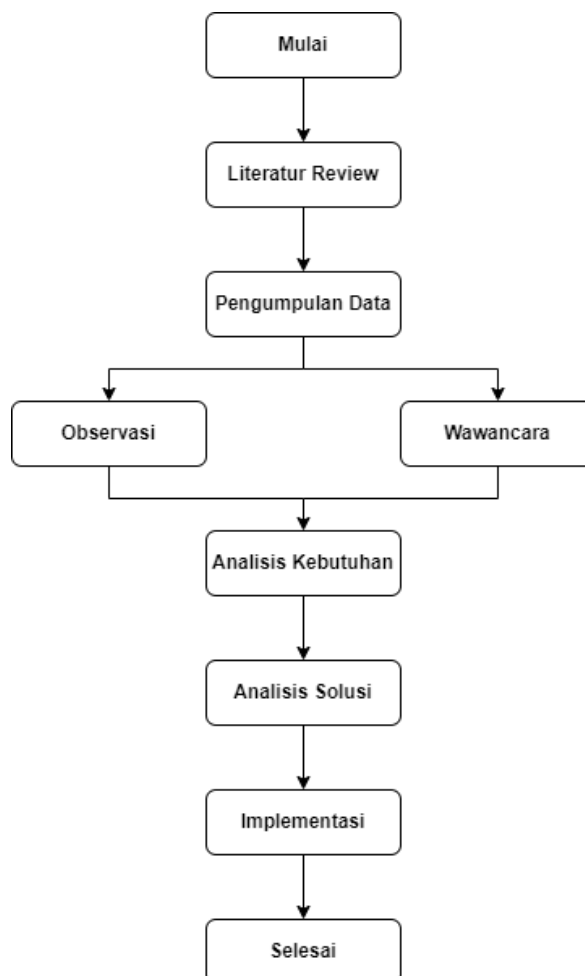 Mulai
Literatur Review
Pengumpulan Data
Observasi
Wawancara
Analisis Kebutuhan
Analisis Solusi
Implementasi
Selesai